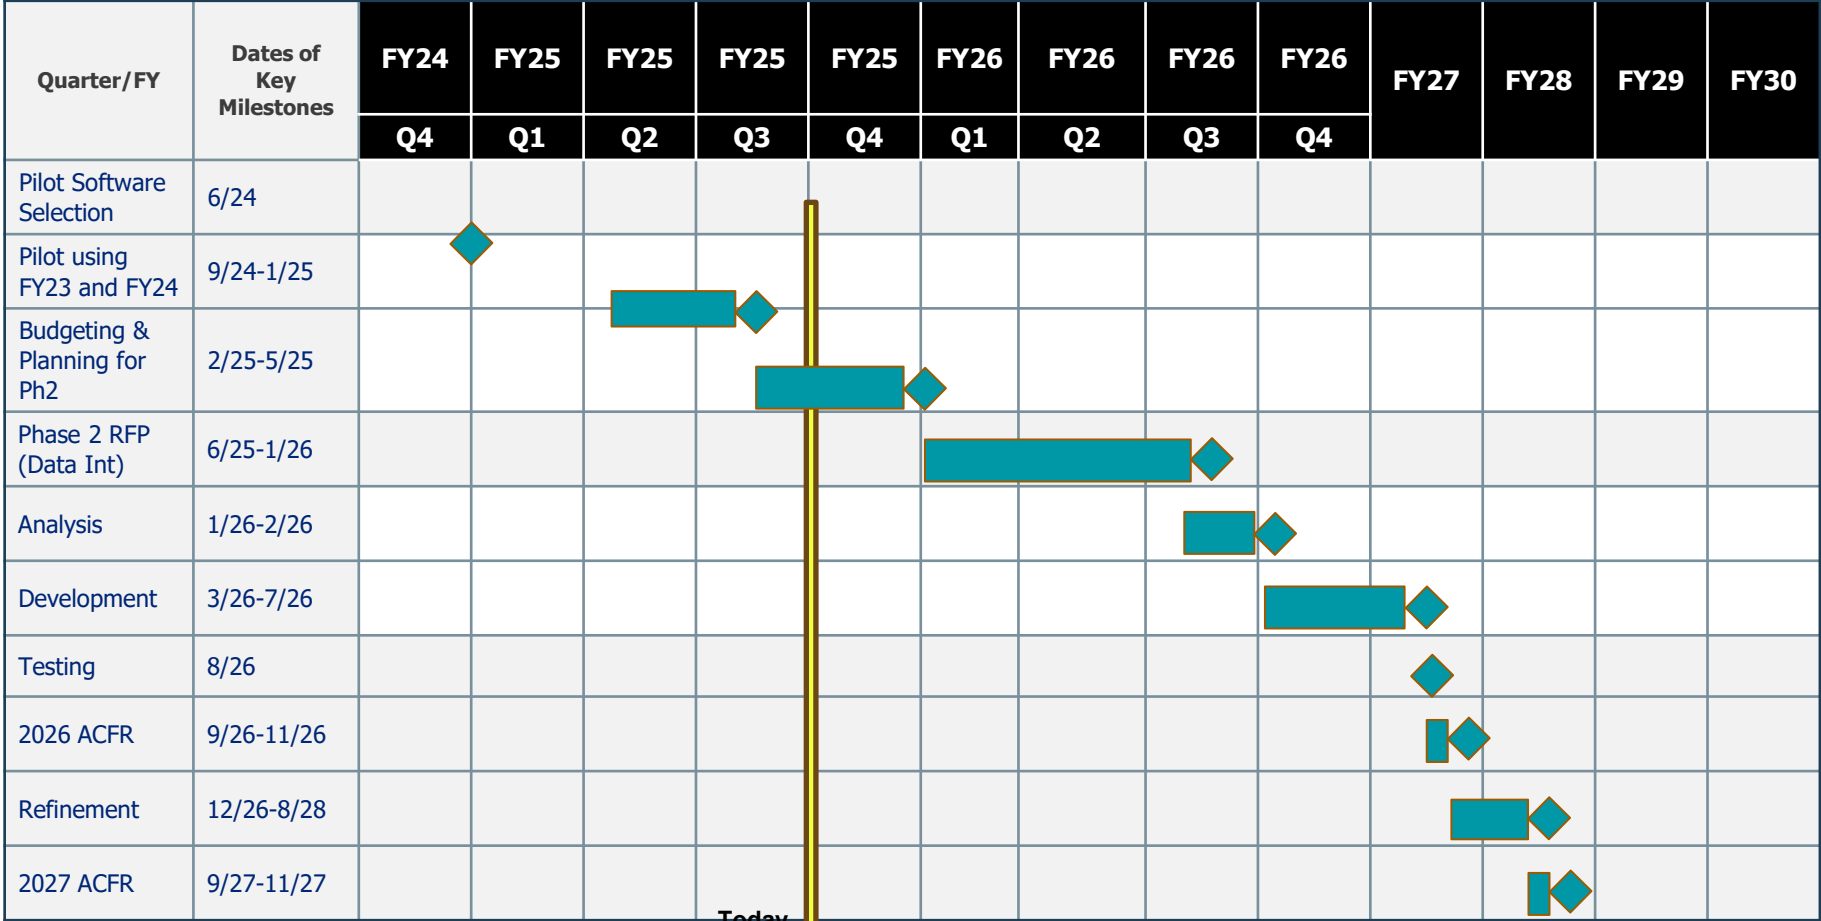 Quarter/FY
Dates of
Key
Milestones
FY24 FY25 FY25 FY25 FY25 FY26 FY26 FY26 FY26 FY27 FY28 FY29 FY30
Q4 Q1 Q2 Q3 Q4 Q1 Q2 Q3 Q4
Pilot Software
Selection
6/24
Pilot using
FY23 and FY24
9/24-1/25
Budgeting &
Planning for
Ph2
2/25-5/25
Phase 2 RFP
(Data Int)
6/25-1/26
Analysis
1/26-2/26
Development
3/26-7/26
Testing
8/26
2026 ACFR
9/26-11/26
Refinement
12/26-8/28
2027 ACFR
9/27-11/27
Today